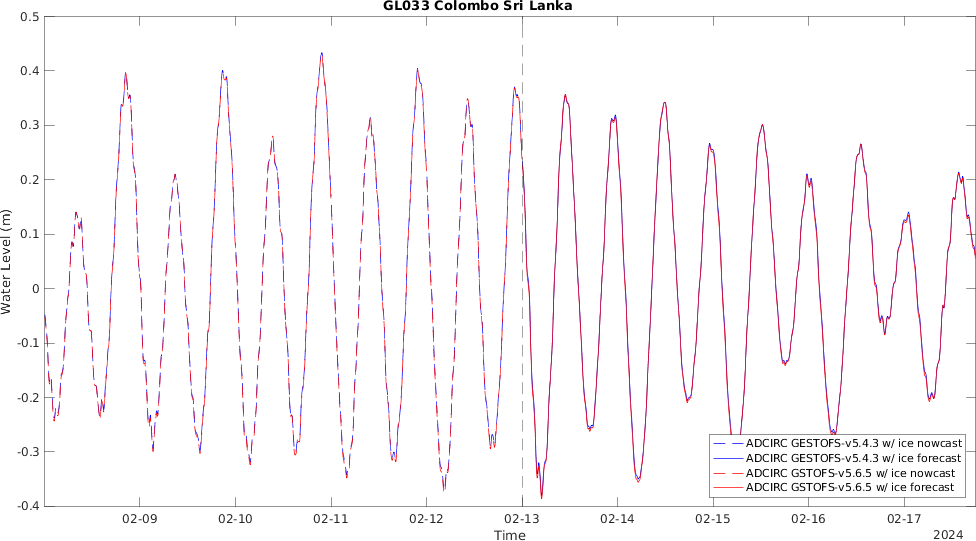 GL033 Colombo Sri Lanka
Water Level (m)
0.5
0.4
0.3
0.2
0.1
0
-0.1
-0.2
-0.3
-0.4
ADCIRC GESTOFS-v5.4.3 w/ ice nowcast
ADCIRC GESTOFS-v5.4.3 w/ ice forecast
ADCIRC GSTOFS-v5.6.5 w/ ice nowcast
ADCIRC GSTOFS-v5.6.5 w/ ice forecast
02-09 02-10 02-11 02-12 02-13 02-14 02-15 02-16 02-17
Time
2024